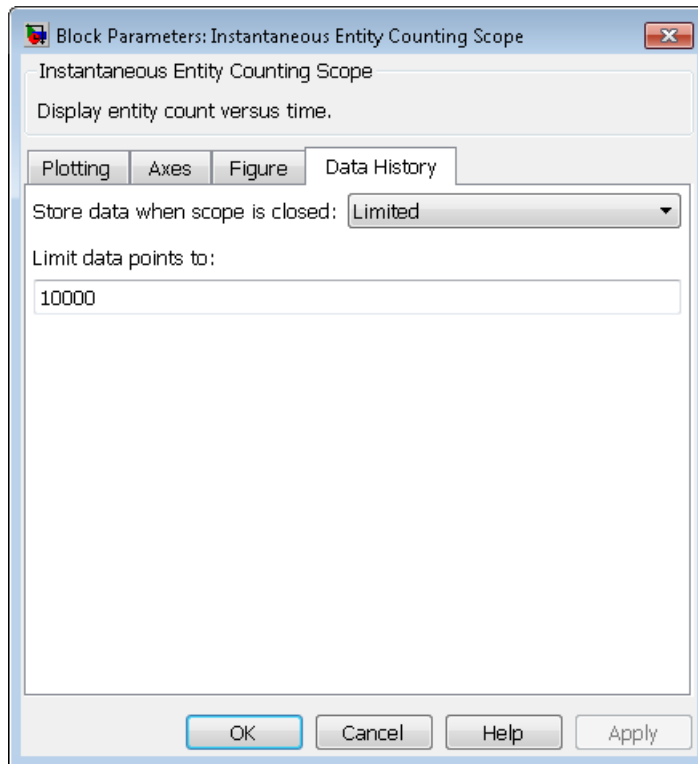 Block Parameters: Instantaneous Entity Counting Scope
Instantaneous Entity Counting Scope
Display entity count versus time.
Plotting Axes Figure Data History
Store data when scope is closed: Limited
Limit data points to:
10000
OK Cancel Help Apply